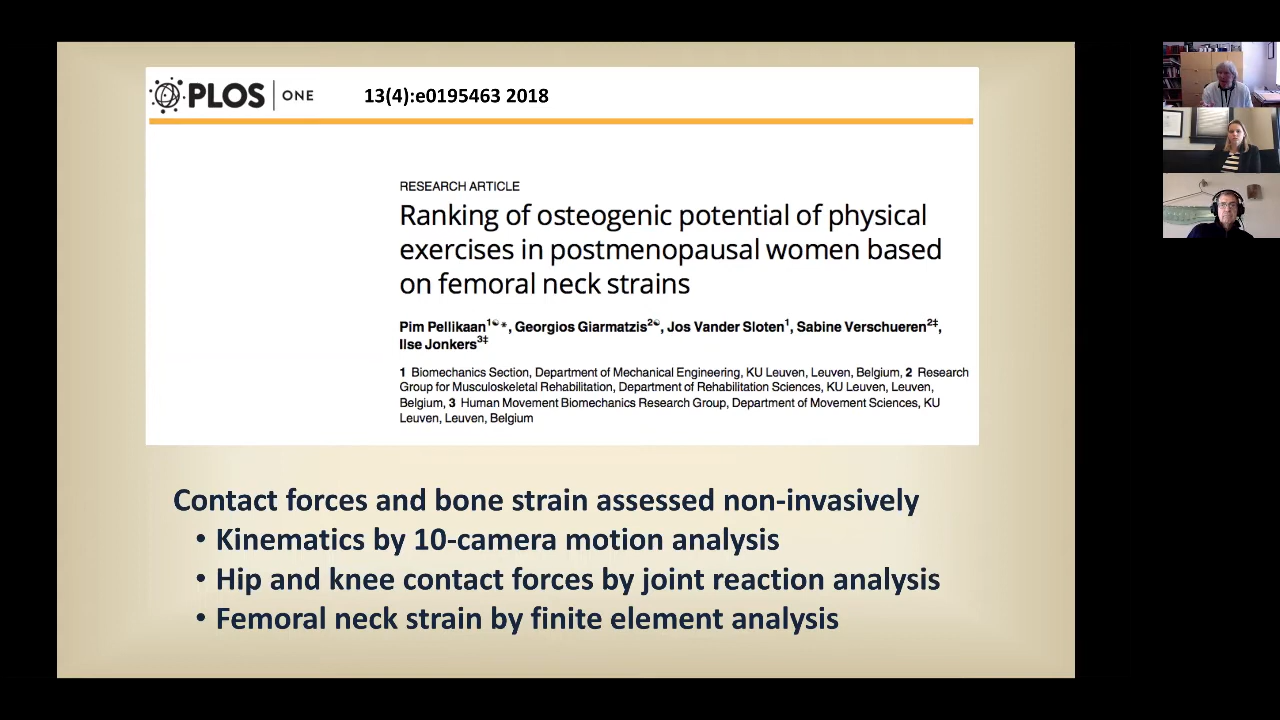 PLOS ONE 13(4):e0195463 2018
RESEARCH ARTICLE
Ranking of osteogenic potential of physical
exercises in postmenopausal women based
on femoral neck strains
Pim Pellikaan1☯*, Georgios Giarmatzis2☯, Jos Vander Sloten1, Sabine Verschueren2‡,
Ilse Jonkers3‡
1 Biomechanics Section, Department of Mechanical Engineering, KU Leuven, Leuven, Belgium, 2 Research
Group for Musculoskeletal Rehabilitation, Department of Rehabilitation Sciences, KU Leuven, Leuven,
Belgium, 3 Human Movement Biomechanics Research Group, Department of Movement Sciences, KU
Leuven, Leuven, Belgium
Contact forces and bone strain assessed non-invasively
• Kinematics by 10-camera motion analysis
• Hip and knee contact forces by joint reaction analysis
• Femoral neck strain by finite element analysis